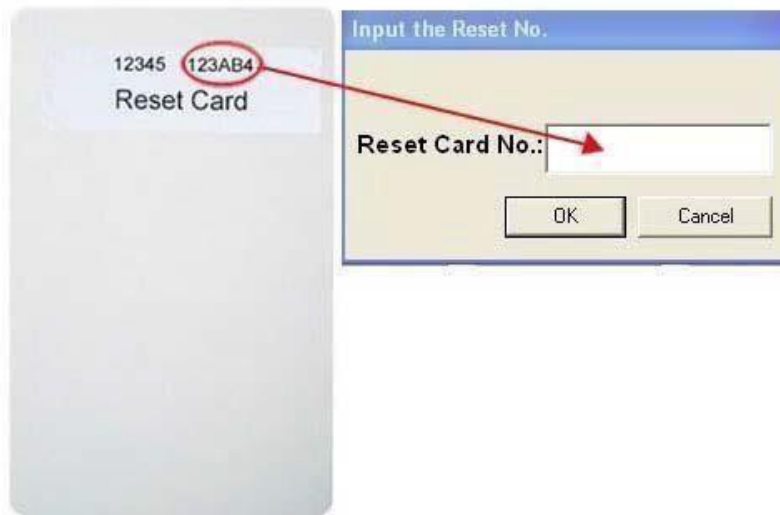 12345 123AB4
Reset Card
Input the Reset No.
Reset Card No.:
OK Cancel